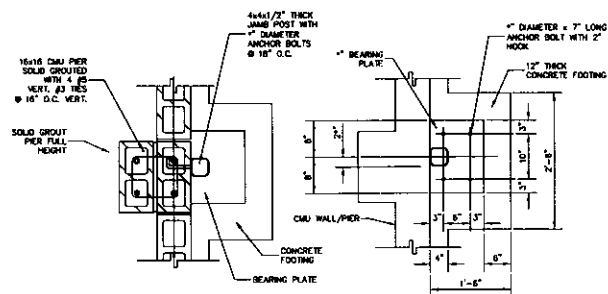 4x4x1/2" THICK
JAMB POST WITH
*" DIAMETER
ANCHOR BOLTS
@ 16" O.C.
16x16 CMU PIER
SOLID GROUTED
WITH 4 #5
VERT. #3 TIES
@ 16" O.C. VERT.
SOLID GROUT
PIER FULL
HEIGHT
CONCRETE
FOOTING
BEARING PLATE
*" DIAMETER x 7" LONG
ANCHOR BOLT WITH 2"
HOOK
*" BEARING
PLATE
12" THICK
CONCRETE FOOTING
8"
8"
2"
3"
10"
3"
2'-8"
CMU WALL/PIER
3"
6"
3"
4"
6"
1'-6"